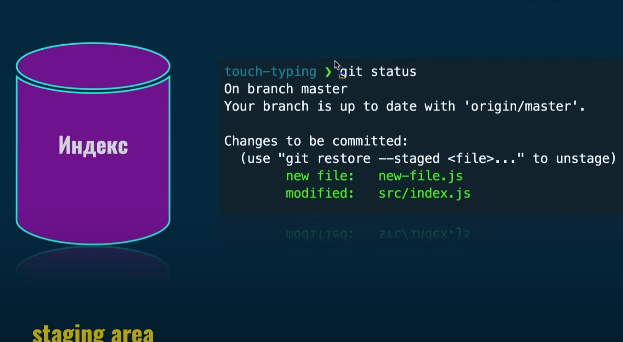 Индекс
touch-typing ❯ git status
On branch master
Your branch is up to date with 'origin/master'.
Changes to be committed:
(use "git restore --staged <file>..." to unstage)
new file: new-file.js
modified: src/index.js
staging area